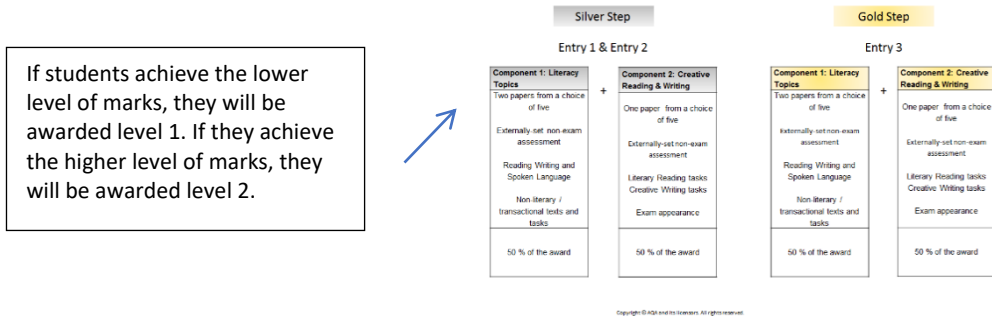 Silver Step
Gold Step
Entry 1 & Entry 2
Entry 3
If students achieve the lower
level of marks, they will be
awarded level 1. If they achieve
the higher level of marks, they
will be awarded level 2.
Component 1: Literacy
Topics
Two papers from a choice
of five
Externally-set non-exam
assessment
Reading Writing and
Spoken Language
Non-literary /
transactional texts and
tasks
50 % of the award
+
Component 2: Creative
Reading & Writing
One paper from a choice
of five
Externally-set non-exam
assessment
Literary Reading tasks
Creative Writing tasks
Exam appearance
50 % of the award
Component 1: Literacy
Topics
Two papers from a choice
of five
Externally-set non-exam
assessment
Reading Writing and
Spoken Language
Non-literary /
transactional texts and
tasks
50 % of the award
+
Component 2: Creative
Reading & Writing
One paper from a choice
of five
Externally-set non-exam
assessment
Literary Reading tasks
Creative Writing tasks
Exam appearance
50 % of the award
Copyright © AQA and its licensors. All rights reserved.